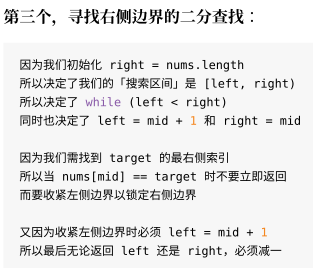 第三个，寻找右侧边界的二分查找：
因为我们初始化 right = nums.length
所以决定了我们的「搜索区间」是 [left, right)
所以决定了 while (left < right)
同时也决定了 left = mid + 1 和 right = mid
因为我们需找到 target 的最右侧索引
所以当 nums[mid] == target 时不要立即返回
而要收紧左侧边界以锁定右侧边界
又因为收紧左侧边界时必须 left = mid + 1
所以最后无论返回 left 还是 right，必须减一